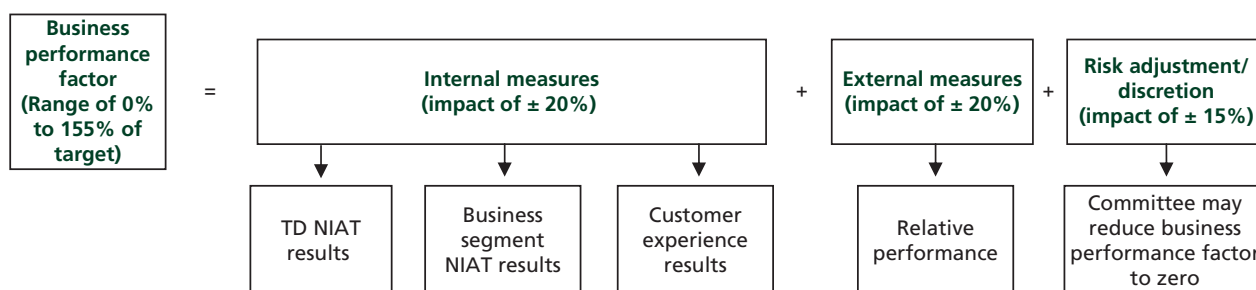 Business
performance
factor
(Range of 0%
to 155% of
target)
=
Internal measures
(impact of ± 20%)
+
External measures
(impact of ± 20%)
+
Risk adjustment/
discretion
(impact of ± 15%)
TD NIAT
results
Business
segment
NIAT results
Customer
experience
results
Relative
performance
Committee may
reduce business
performance factor
to zero